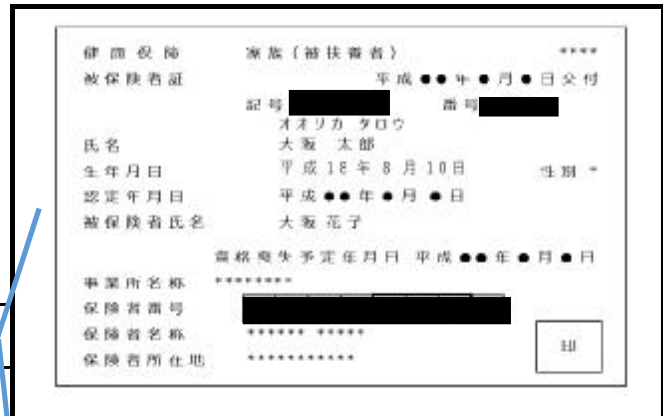 健康保険 家族(被扶養者) ****
被保険者証 平成●●年●月●日交付
記号 番号
オオサカ タロウ
氏名 大阪 太郎
生年月日 平成18年8月10日 性別 *
認定年月日 平成●●年●月●日
被保険者氏名 大阪花子
資格喪失予定年月日 平成●●年●月●日
事業所名称 ********
保険者番号
保険者名称 ****** *****
保険者所在地 ***********
印